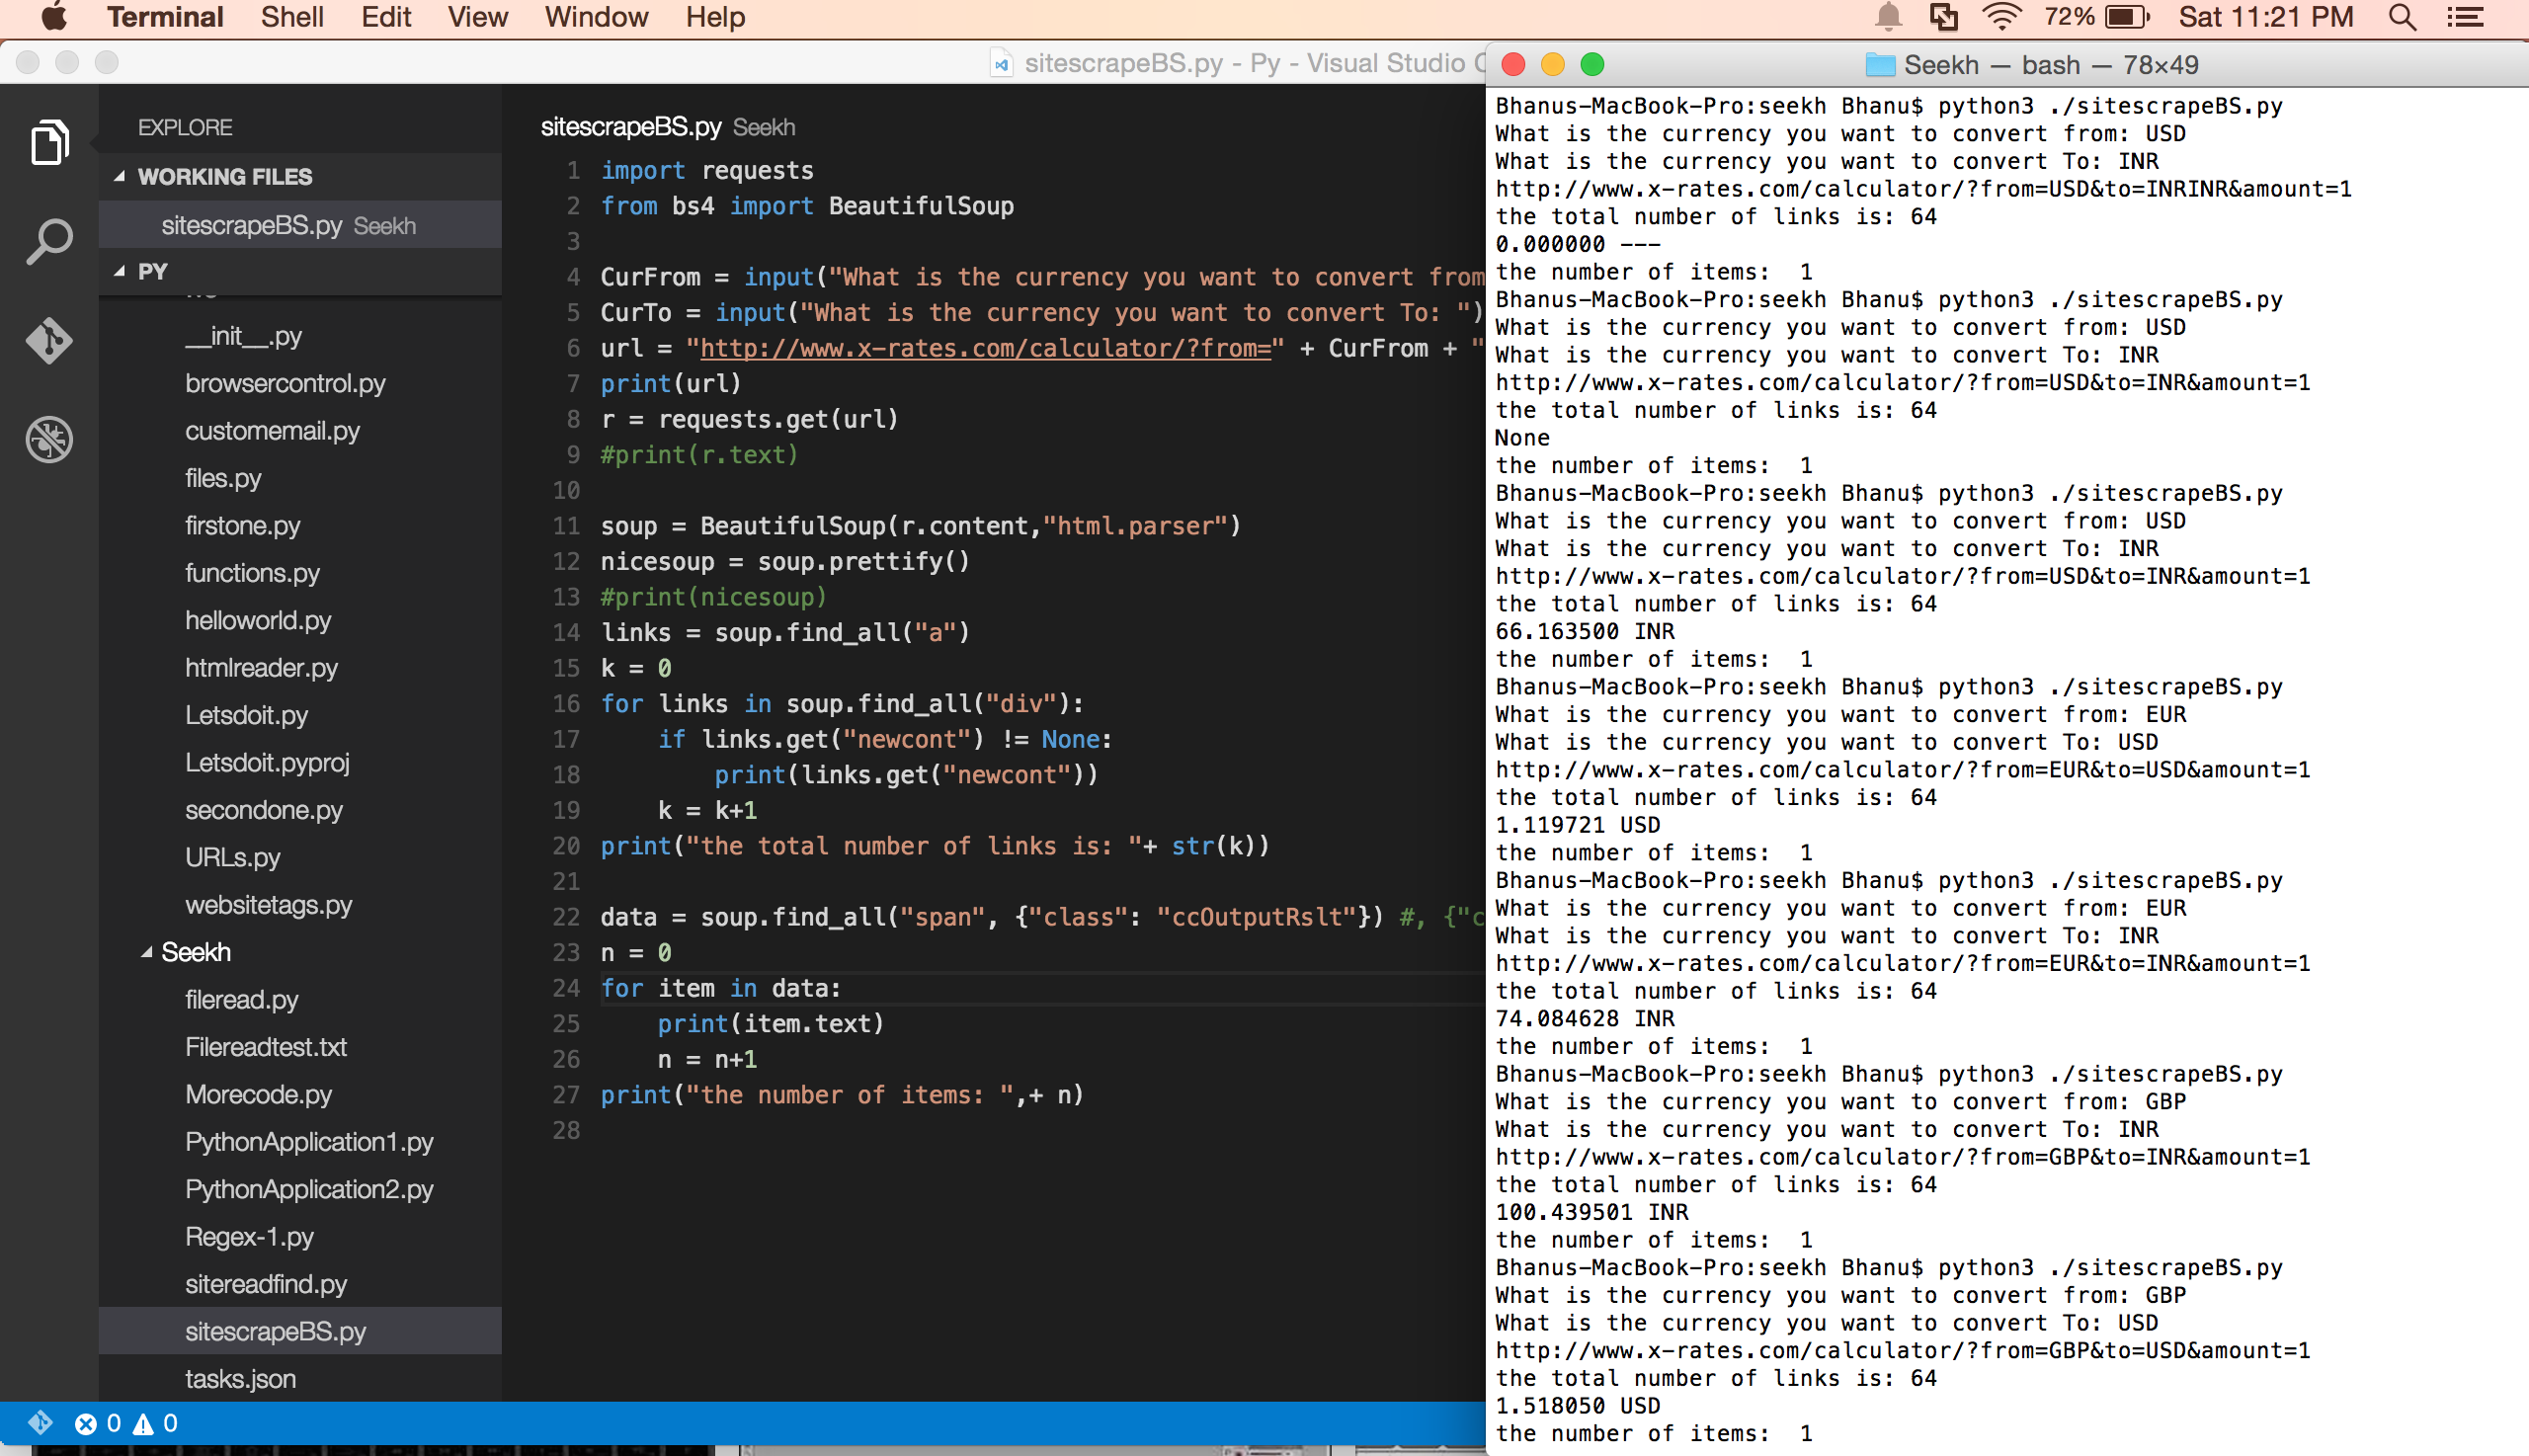 Terminal Shell Edit View Window Help 72% Sat 11:21 PM
sitescrapeBS.py - Py - Visual Studio
EXPLORE
WORKING FILES
sitescrapeBS.py Seekh
PY
__init__.py
browsercontrol.py
customemail.py
files.py
firstone.py
functions.py
helloworld.py
htmlreader.py
Letsdoit.py
Letsdoit.pyproj
secondone.py
URLs.py
websitetags.py
Seekh
fileread.py
Filereadtest.txt
Morecode.py
PythonApplication1.py
PythonApplication2.py
Regex-1.py
sitereadfind.py
sitescrapeBS.py
tasks.json
0 0
sitescrapeBS.py Seekh
1 import requests
2 from bs4 import BeautifulSoup
3
4 CurFrom = input("What is the currency you want to convert from
5 CurTo = input("What is the currency you want to convert To: ")
6 url = "http://www.x-rates.com/calculator/?from=" + CurFrom + "
7 print(url)
8 r = requests.get(url)
9 #print(r.text)
10
11 soup = BeautifulSoup(r.content,"html.parser")
12 nicesoup = soup.prettify()
13 #print(nicesoup)
14 links = soup.find_all("a")
15 k = 0
16 for links in soup.find_all("div"):
17     if links.get("newcont") != None:
18         print(links.get("newcont"))
19     k = k+1
20 print("the total number of links is: "+ str(k))
21
22 data = soup.find_all("span", {"class": "ccOutputRslt"}) #, {"c
23 n = 0
24 for item in data:
25     print(item.text)
26     n = n+1
27 print("the number of items: ",+ n)
28
Seekh — bash — 78×49
Bhanus-MacBook-Pro:seekh Bhanu$ python3 ./sitescrapeBS.py
What is the currency you want to convert from: USD
What is the currency you want to convert To: INR
http://www.x-rates.com/calculator/?from=USD&to=INRINR&amount=1
the total number of links is: 64
0.000000 ---
the number of items:  1
Bhanus-MacBook-Pro:seekh Bhanu$ python3 ./sitescrapeBS.py
What is the currency you want to convert from: USD
What is the currency you want to convert To: INR
http://www.x-rates.com/calculator/?from=USD&to=INR&amount=1
the total number of links is: 64
None
the number of items:  1
Bhanus-MacBook-Pro:seekh Bhanu$ python3 ./sitescrapeBS.py
What is the currency you want to convert from: USD
What is the currency you want to convert To: INR
http://www.x-rates.com/calculator/?from=USD&to=INR&amount=1
the total number of links is: 64
66.163500 INR
the number of items:  1
Bhanus-MacBook-Pro:seekh Bhanu$ python3 ./sitescrapeBS.py
What is the currency you want to convert from: EUR
What is the currency you want to convert To: USD
http://www.x-rates.com/calculator/?from=EUR&to=USD&amount=1
the total number of links is: 64
1.119721 USD
the number of items:  1
Bhanus-MacBook-Pro:seekh Bhanu$ python3 ./sitescrapeBS.py
What is the currency you want to convert from: EUR
What is the currency you want to convert To: INR
http://www.x-rates.com/calculator/?from=EUR&to=INR&amount=1
the total number of links is: 64
74.084628 INR
the number of items:  1
Bhanus-MacBook-Pro:seekh Bhanu$ python3 ./sitescrapeBS.py
What is the currency you want to convert from: GBP
What is the currency you want to convert To: INR
http://www.x-rates.com/calculator/?from=GBP&to=INR&amount=1
the total number of links is: 64
100.439501 INR
the number of items:  1
Bhanus-MacBook-Pro:seekh Bhanu$ python3 ./sitescrapeBS.py
What is the currency you want to convert from: GBP
What is the currency you want to convert To: USD
http://www.x-rates.com/calculator/?from=GBP&to=USD&amount=1
the total number of links is: 64
1.518050 USD
the number of items:  1